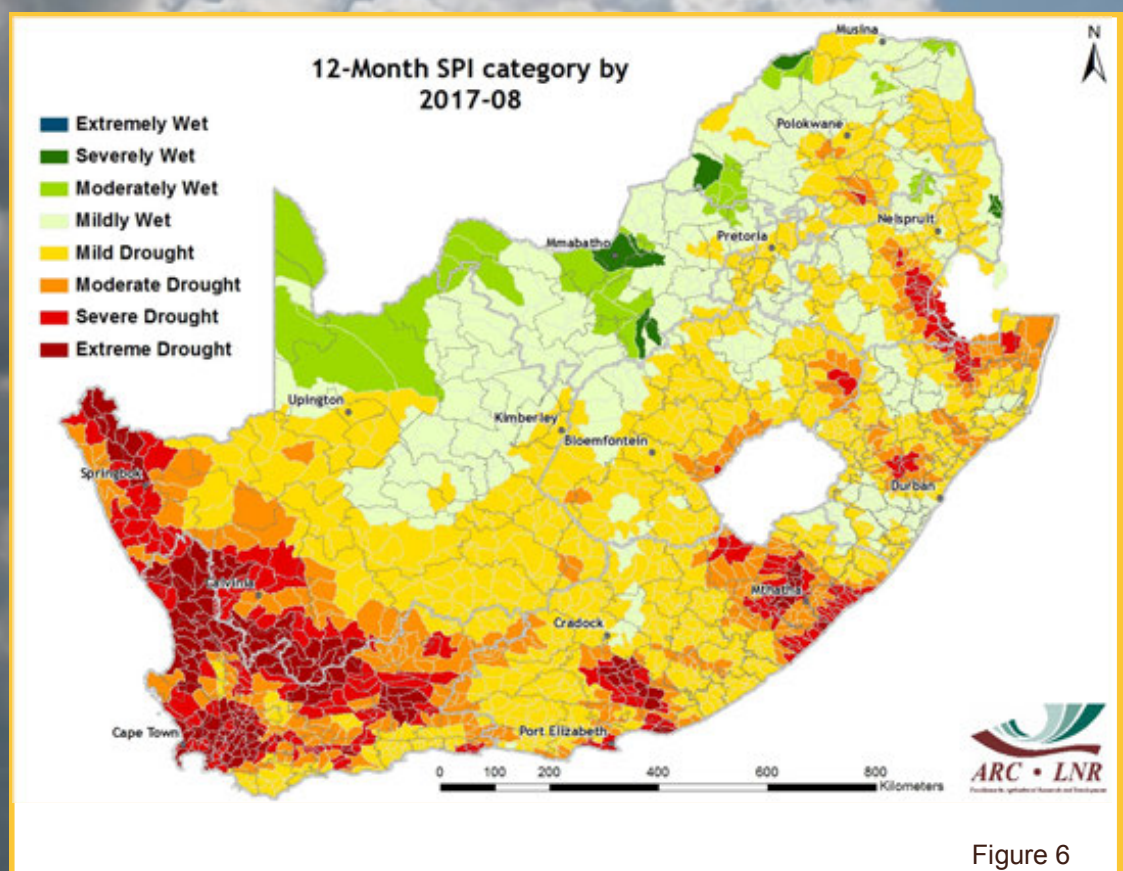 12-Month SPI category by
2017-08
N
Extremely Wet
Severely Wet
Moderately Wet
Mildly Wet
Mild Drought
Moderate Drought
Severe Drought
Extreme Drought
Musina
Polokwane
Nelspruit
Mmabatho
Pretoria
Upington
Kimberley
Bloemfontein
Springbok
Durban
Calvinia
Mthatha
Cradock
Cape Town
Port Elizabeth
0 100 200 400 600 800
Kilometers
ARC • LNR
Figure 6